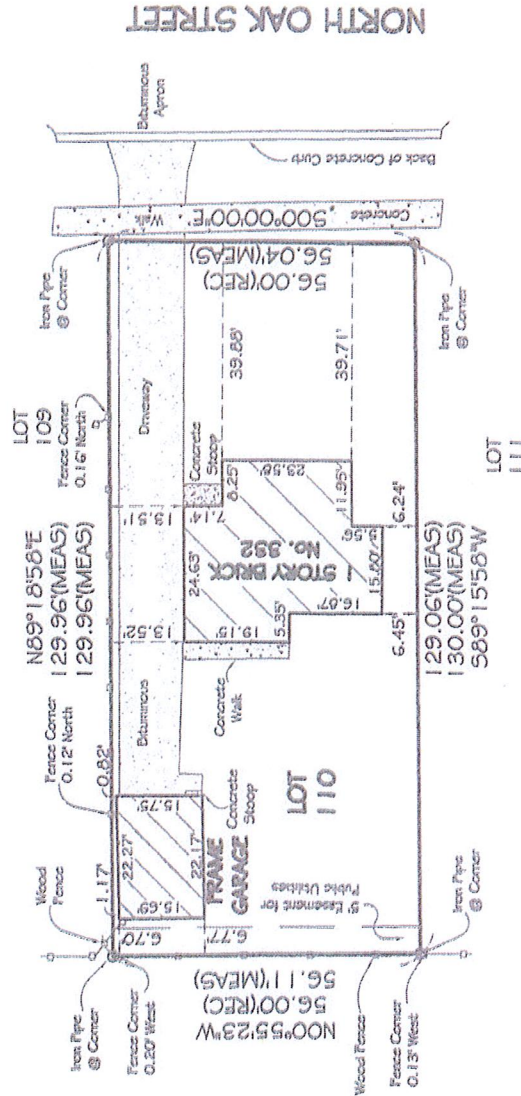 NORTH OAK STREET
Bituminous
Apron
Back of Concrete Curb
Concrete
Walk
S00°00'00"E
56.04'(MEAS)
56.00'(REC)
Iron Pipe
@ Corner
Iron Pipe
@ Corner
LOT
109
Fence Corner
0.16' North
N89°18'58"E
129.96'(MEAS)
129.96'(MEAS)
Fence Corner
0.12' North
0.82'
1.17'
Wood
Fence
Iron Pipe
@ Corner
Fence Corner
0.20' West
Driveway
Bituminous
13.51'
13.52'
Concrete
Stoop
7.14'
8.25'
39.88'
39.71'
23.58'
11.95'
24.63'
1 STORY BRICK
No. 332
19.15'
5.35'
16.67'
15.80'
6.24'
6.45'
Concrete
Walk
15.75'
22.27'
22.17'
15.69'
FRAME
GARAGE
Concrete
Stoop
6.70'
6.77'
LOT
110
5' Easement for
Public Utilities
N00°55'23"W
56.00'(REC)
56.11'(MEAS)
Wood Fence
Fence Corner
0.13' West
Iron Pipe
@ Corner
129.06'(MEAS)
130.00'(MEAS)
S89°15'58"W
LOT
111